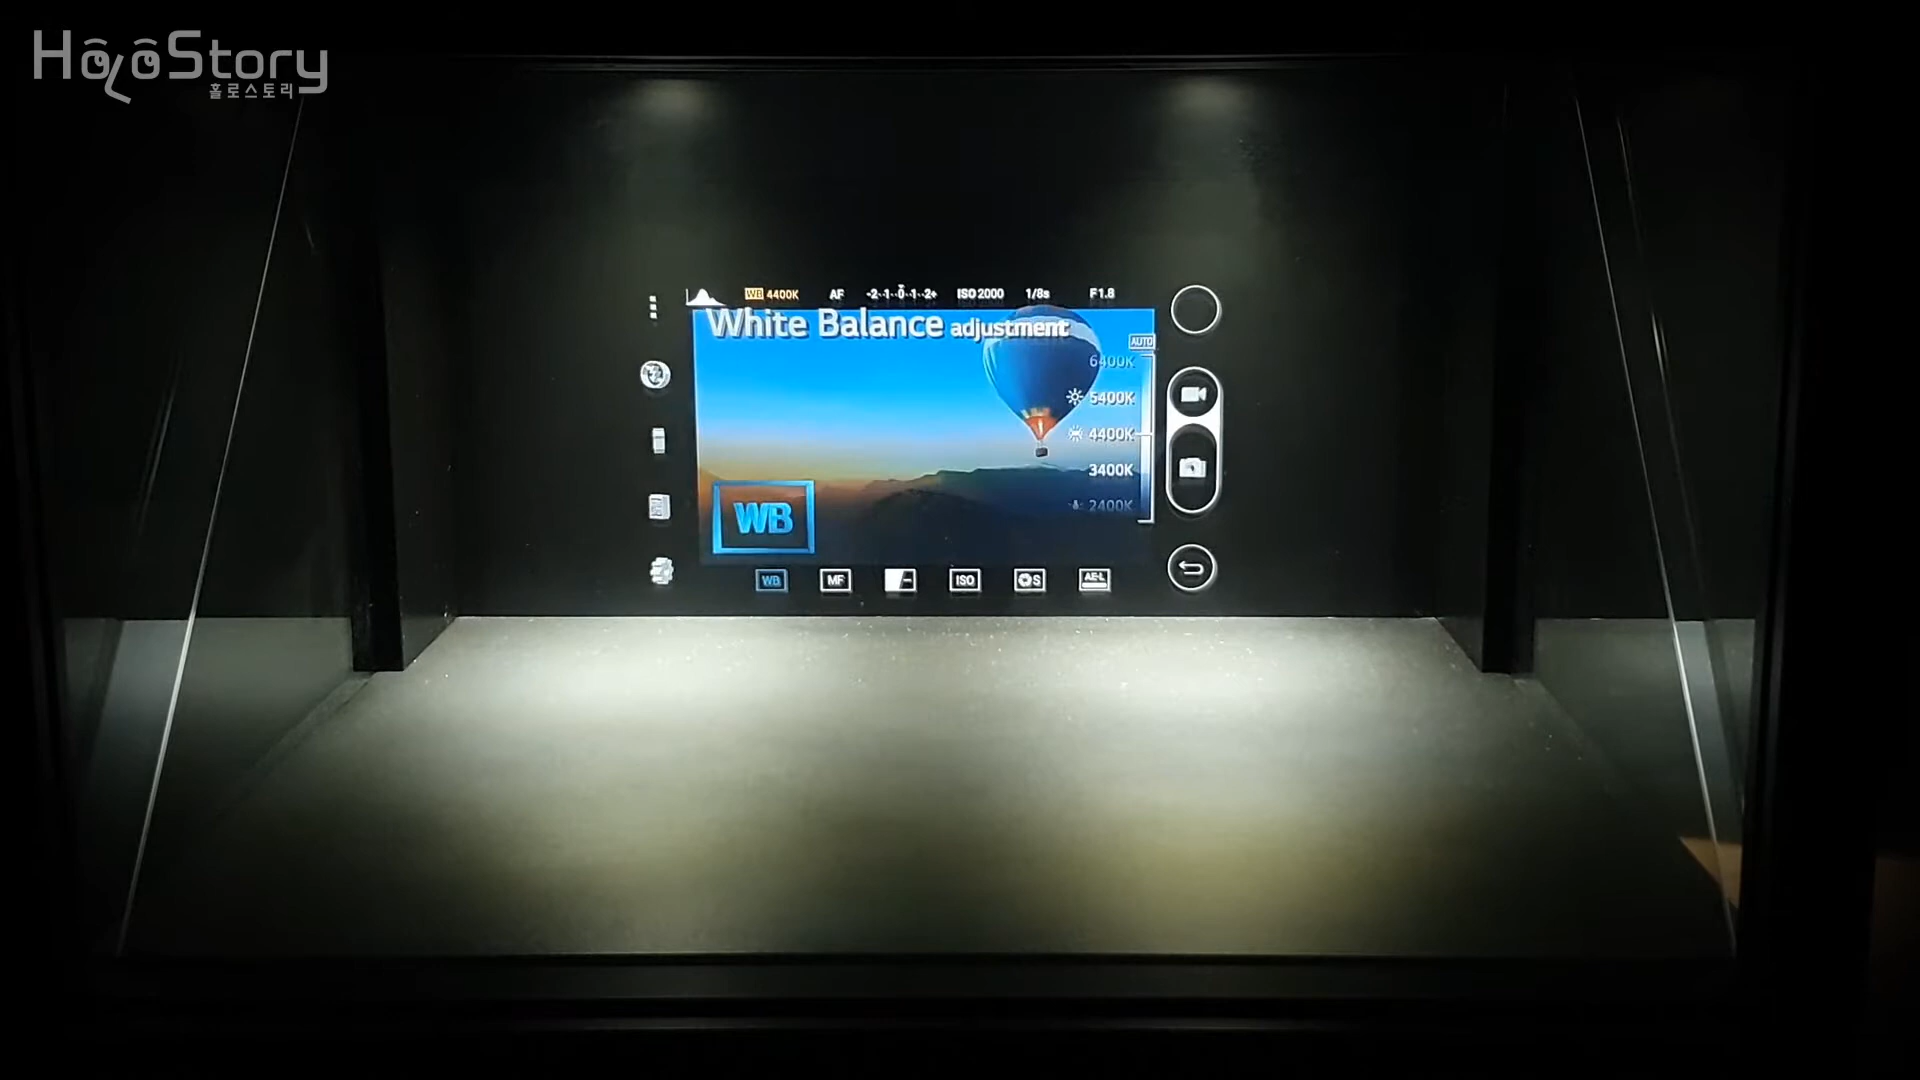 HoloStory
홀로스토리
WB 4400K AF -2··1··0··1··2+ ISO 2000 1/8s F1.8
White Balance adjustment
AUTO
6400K
5400K
4400K
3400K
2400K
WB
WB MF ISO S AE-L